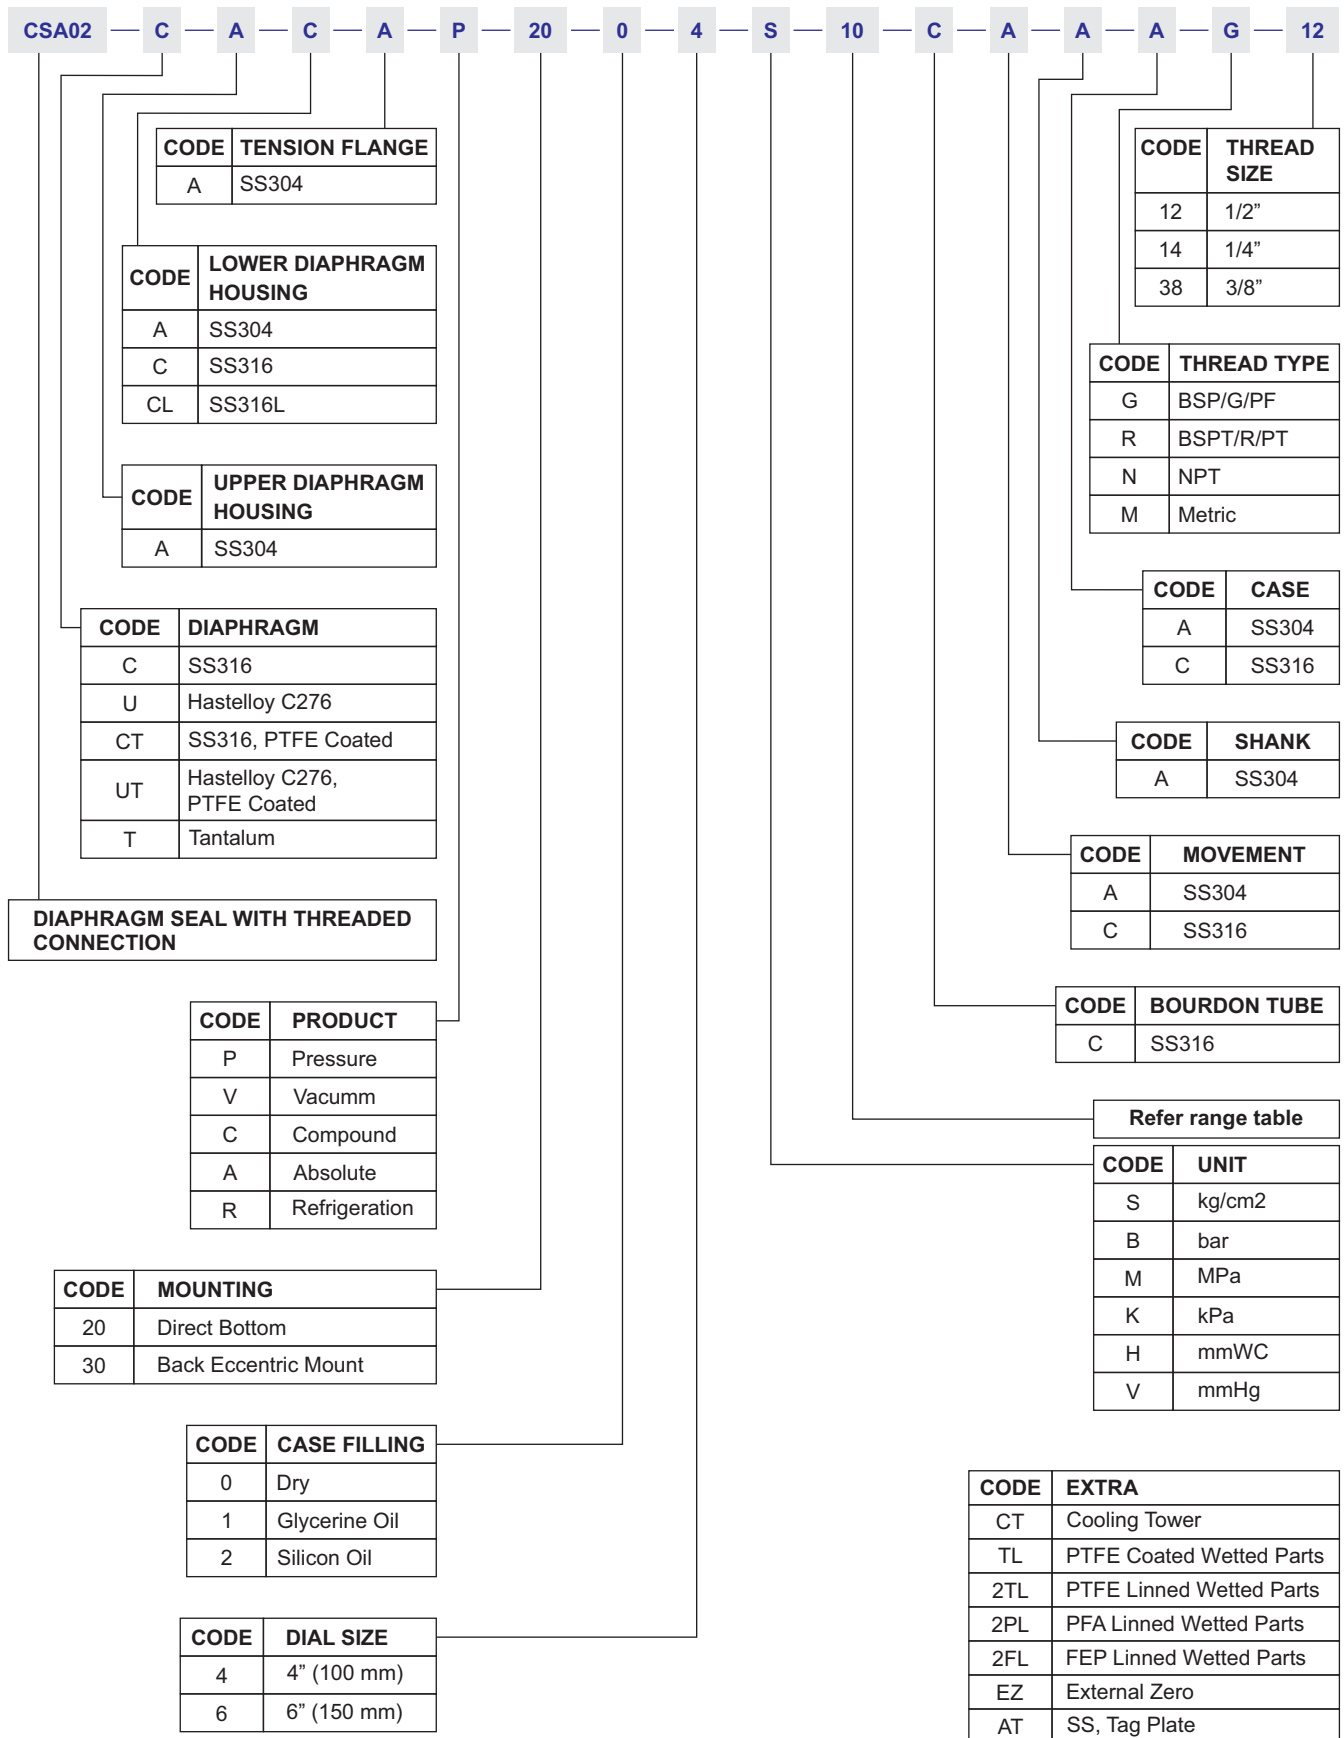 CSA02 — C — A — C — A — P — 20 — 0 — 4 — S — 10 — C — A — A — A — G — 12
CODE TENSION FLANGE
A SS304
CODE LOWER DIAPHRAGM
HOUSING
A SS304
C SS316
CL SS316L
CODE UPPER DIAPHRAGM
HOUSING
A SS304
CODE DIAPHRAGM
C SS316
U Hastelloy C276
CT SS316, PTFE Coated
UT Hastelloy C276,
PTFE Coated
T Tantalum
DIAPHRAGM SEAL WITH THREADED
CONNECTION
CODE PRODUCT
P Pressure
V Vacumm
C Compound
A Absolute
R Refrigeration
CODE MOUNTING
20 Direct Bottom
30 Back Eccentric Mount
CODE CASE FILLING
0 Dry
1 Glycerine Oil
2 Silicon Oil
CODE DIAL SIZE
4 4” (100 mm)
6 6” (150 mm)
CODE THREAD
SIZE
12 1/2”
14 1/4”
38 3/8”
CODE THREAD TYPE
G BSP/G/PF
R BSPT/R/PT
N NPT
M Metric
CODE CASE
A SS304
C SS316
CODE SHANK
A SS304
CODE MOVEMENT
A SS304
C SS316
CODE BOURDON TUBE
C SS316
Refer range table
CODE UNIT
S kg/cm2
B bar
M MPa
K kPa
H mmWC
V mmHg
CODE EXTRA
CT Cooling Tower
TL PTFE Coated Wetted Parts
2TL PTFE Linned Wetted Parts
2PL PFA Linned Wetted Parts
2FL FEP Linned Wetted Parts
EZ External Zero
AT SS, Tag Plate